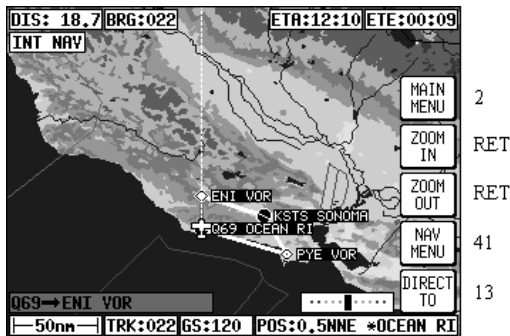 DIS: 18.7 BRG:022 ETA:12:10 ETE:00:09
INT NAV
MAIN MENU 2
ZOOM IN RET
ZOOM OUT RET
ENI VOR
KSTS SONOMA
Q69 OCEAN RI
NAV MENU 41
PYE VOR
DIRECT TO 13
Q69→ENI VOR
50nm TRK:022 GS:120 POS:0.5NNE *OCEAN RI